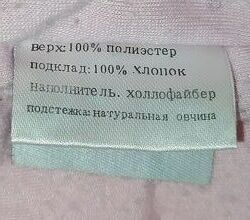 верх:100% полиэстер
подклад:100% хлопок
наполнитель. холлофайбер
подстежка:натуральная овчина